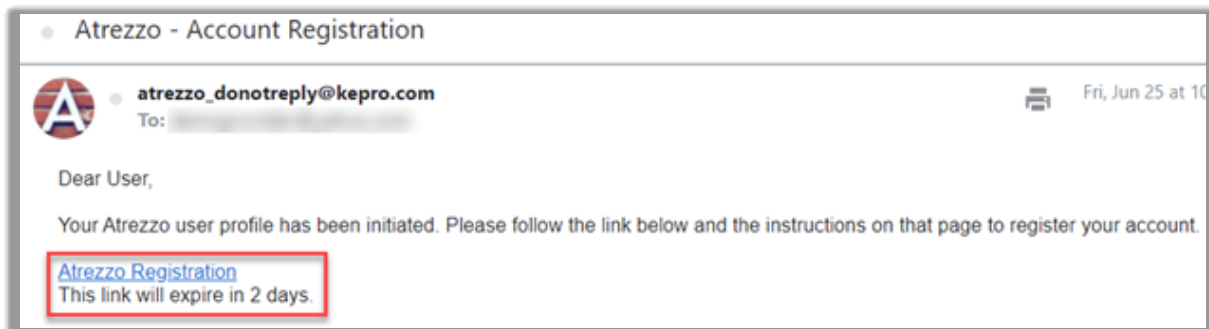 Atrezzo - Account Registration
A
atrezzo_donotreply@kepro.com
Fri, Jun 25 at
To:
Dear User,
Your Atrezzo user profile has been initiated. Please follow the link below and the instructions on that page to register your account.
Atrezzo Registration
This link will expire in 2 days.